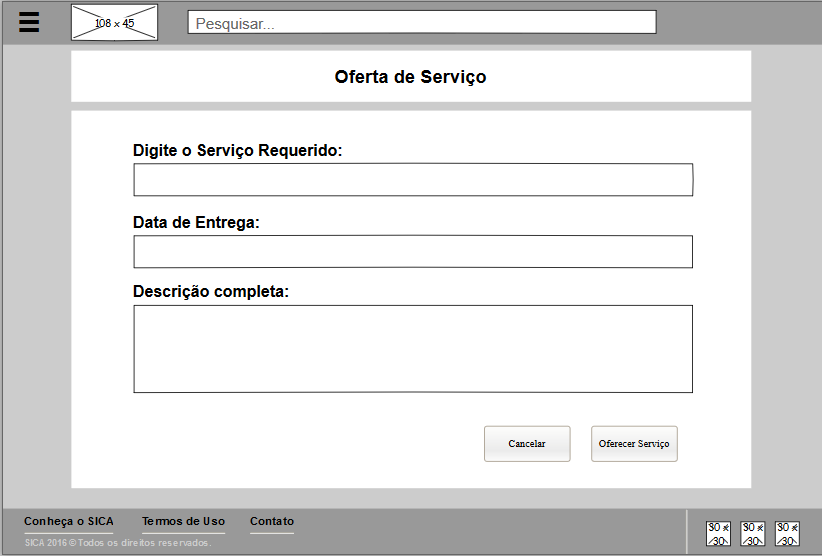 108 x 45
Pesquisar...
Oferta de Serviço
Digite o Serviço Requerido:
Data de Entrega:
Descrição completa:
Cancelar Oferecer Serviço
Conheça o SICA Termos de Uso Contato
SICA 2016 © Todos os direitos reservados.
30 x 30 x 30 x
30 30 30